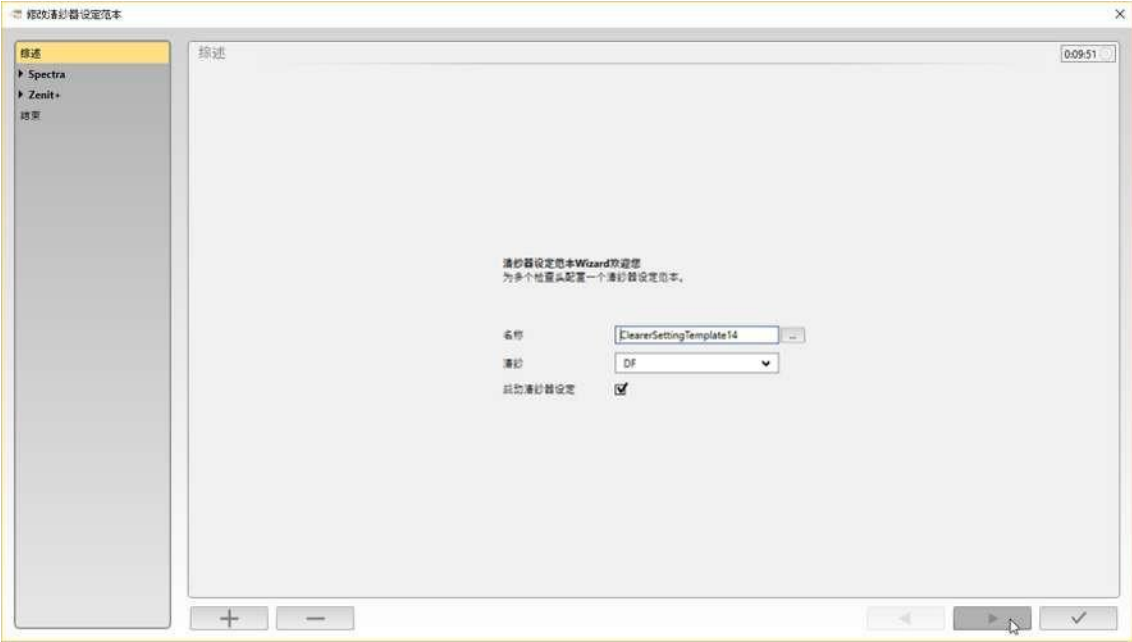 修改清纱器设定范本
综述
Spectra
Zenit+
结束
综述
0:09:51
清纱器设定范本Wizard欢迎您
为多个检查头配置一个清纱器设定范本。
名称
ClearerSettingTemplate14
...
清纱
DF
启动清纱器设定